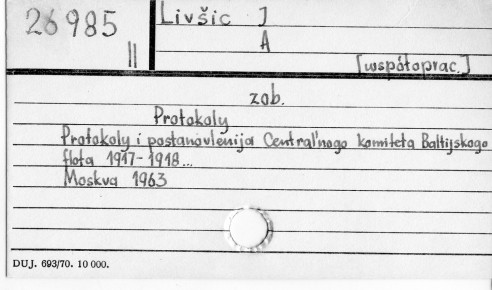 26985
II
Livšic J
A
[współoprac.]
zob.
Protokoły
Protokoly i postanovlenija Central'nogo komiteta Baltijskogo
flota 1917-1918...
Moskva 1963
DUJ. 693/70. 10 000.